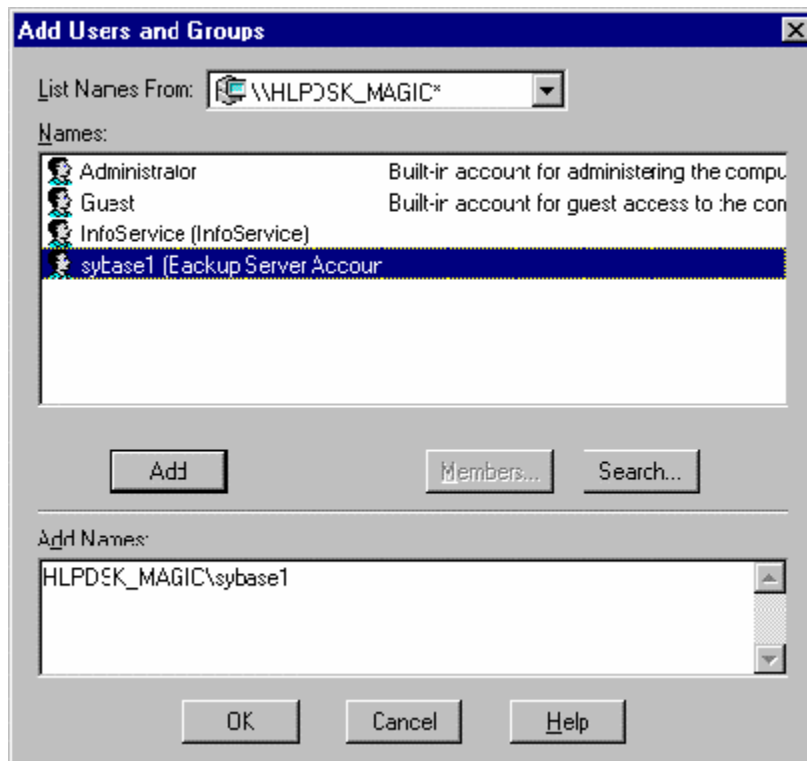 Add Users and Groups
List Names From: \\HLPDSK_MAGIC*
Names:
Administrator Built-in account for administering the compu
Guest Built-in account for guest access to the con
InfoService (InfoService)
sybase1 (Backup Server Accour
Add
Members... Search...
Add Names:
HLPDSK_MAGIC\sybase1
OK Cancel Help